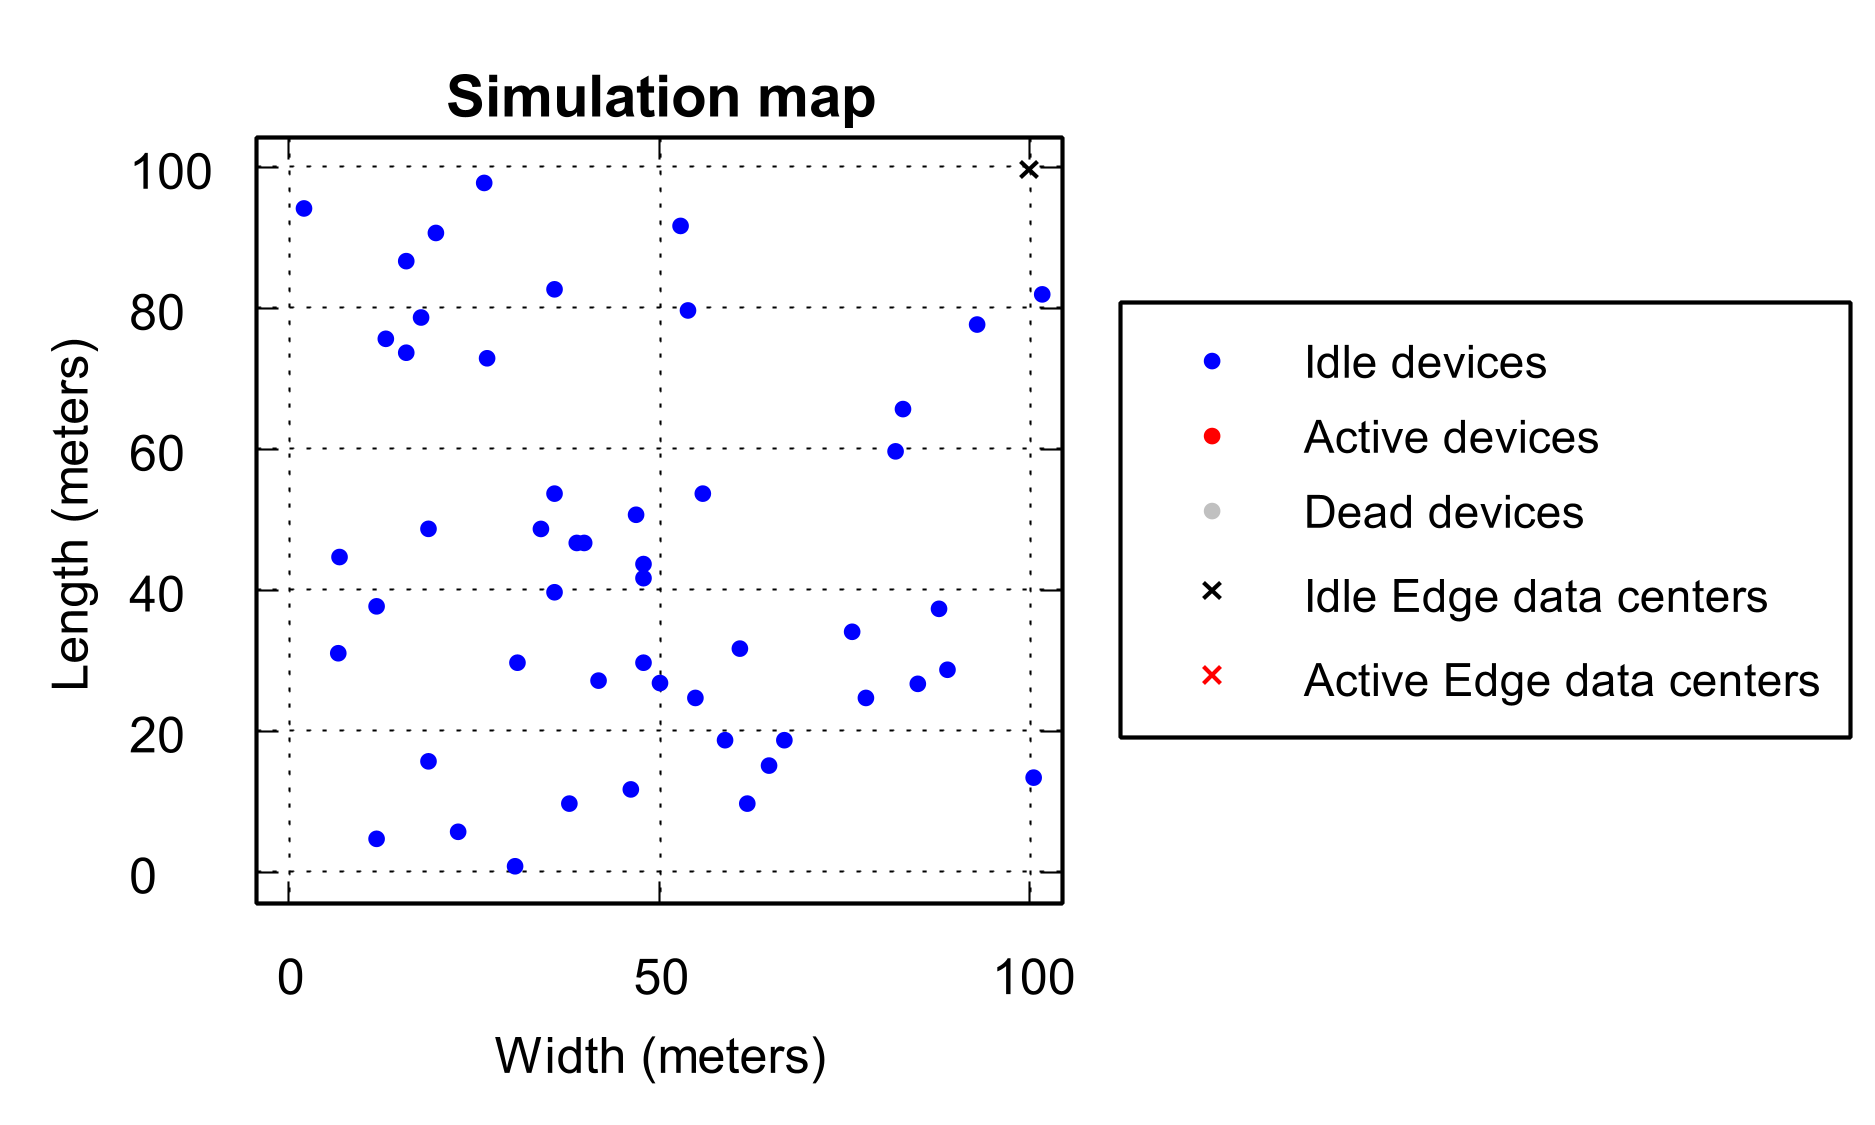 Simulation map
100
80
60
40
20
0
Length (meters)
0 50 100
Width (meters)
Idle devices
Active devices
Dead devices
Idle Edge data centers
Active Edge data centers